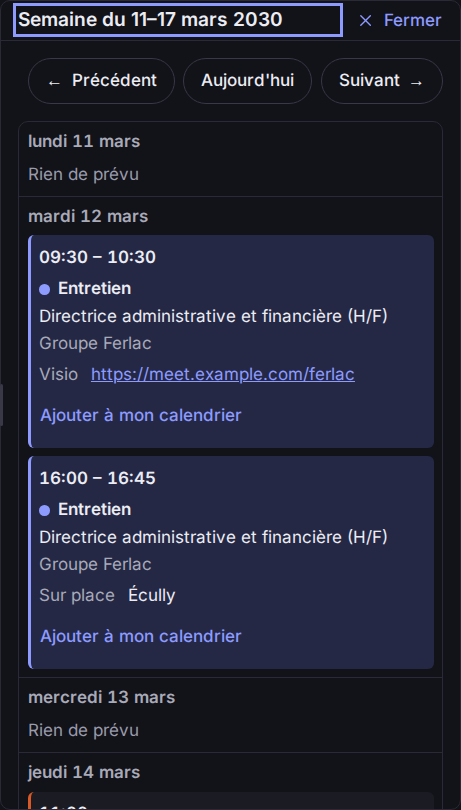 Semaine du 11–17 mars 2030
Fermer
← Précédent
Aujourd'hui
Suivant →
lundi 11 mars
Rien de prévu
mardi 12 mars
09:30 – 10:30
Entretien
Directrice administrative et financière (H/F)
Groupe Ferlac
Visio https://meet.example.com/ferlac
Ajouter à mon calendrier
16:00 – 16:45
Entretien
Directrice administrative et financière (H/F)
Groupe Ferlac
Sur place Écully
Ajouter à mon calendrier
mercredi 13 mars
Rien de prévu
jeudi 14 mars